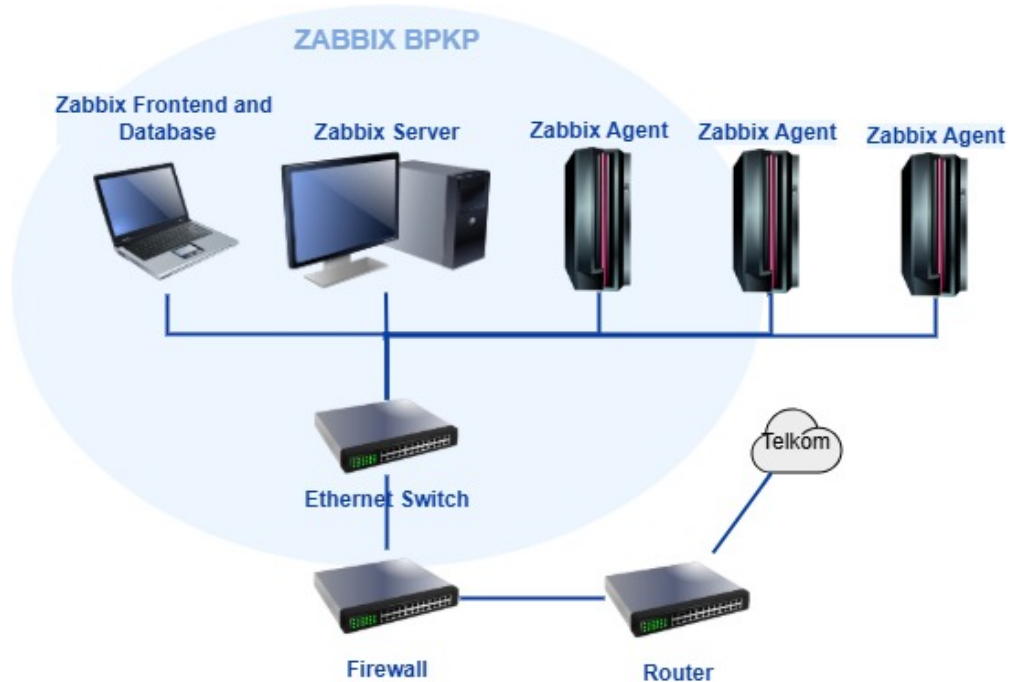 ZABBIX BPKP
Zabbix Frontend and
Database
Zabbix Server
Zabbix Agent
Zabbix Agent
Zabbix Agent
Telkom
Ethernet Switch
Firewall
Router